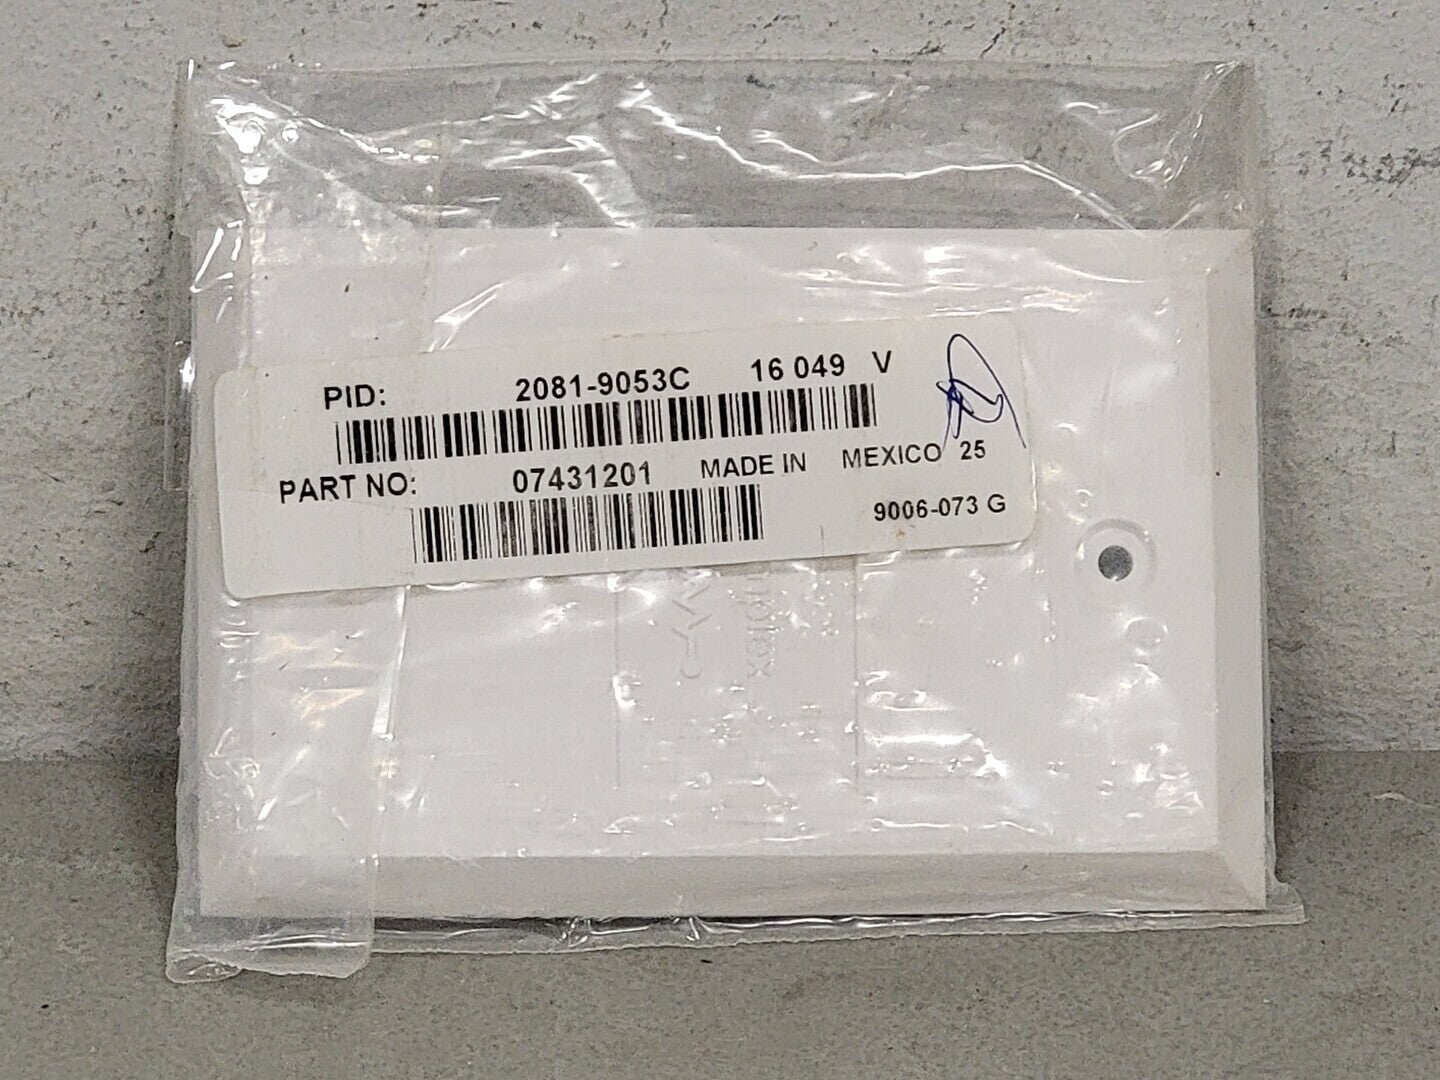 PID: 2081-9053C 16 049 V
PART NO: 07431201 MADE IN MEXICO 25
9006-073 G